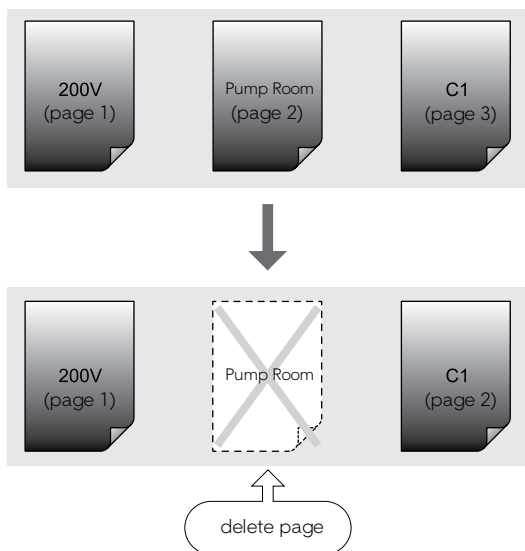 200V
(page 1)
Pump Room
(page 2)
C1
(page 3)
200V
(page 1)
Pump Room
C1
(page 2)
delete page